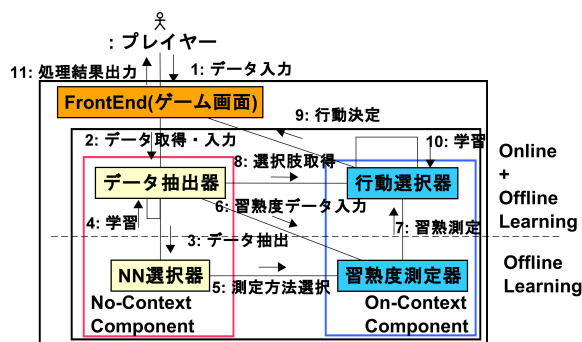 : プレイヤー
11: 処理結果出力
1: データ入力
FrontEnd(ゲーム画面)
9: 行動決定
2: データ取得・入力
10: 学習
8: 選択肢取得
Online
+
Offline
Learning
データ抽出器
行動選択器
6: 習熟度データ入力
4: 学習
7: 習熟測定
3: データ抽出
Offline
Learning
NN選択器
習熟度測定器
5: 測定方法選択
No-Context
Component
On-Context
Component